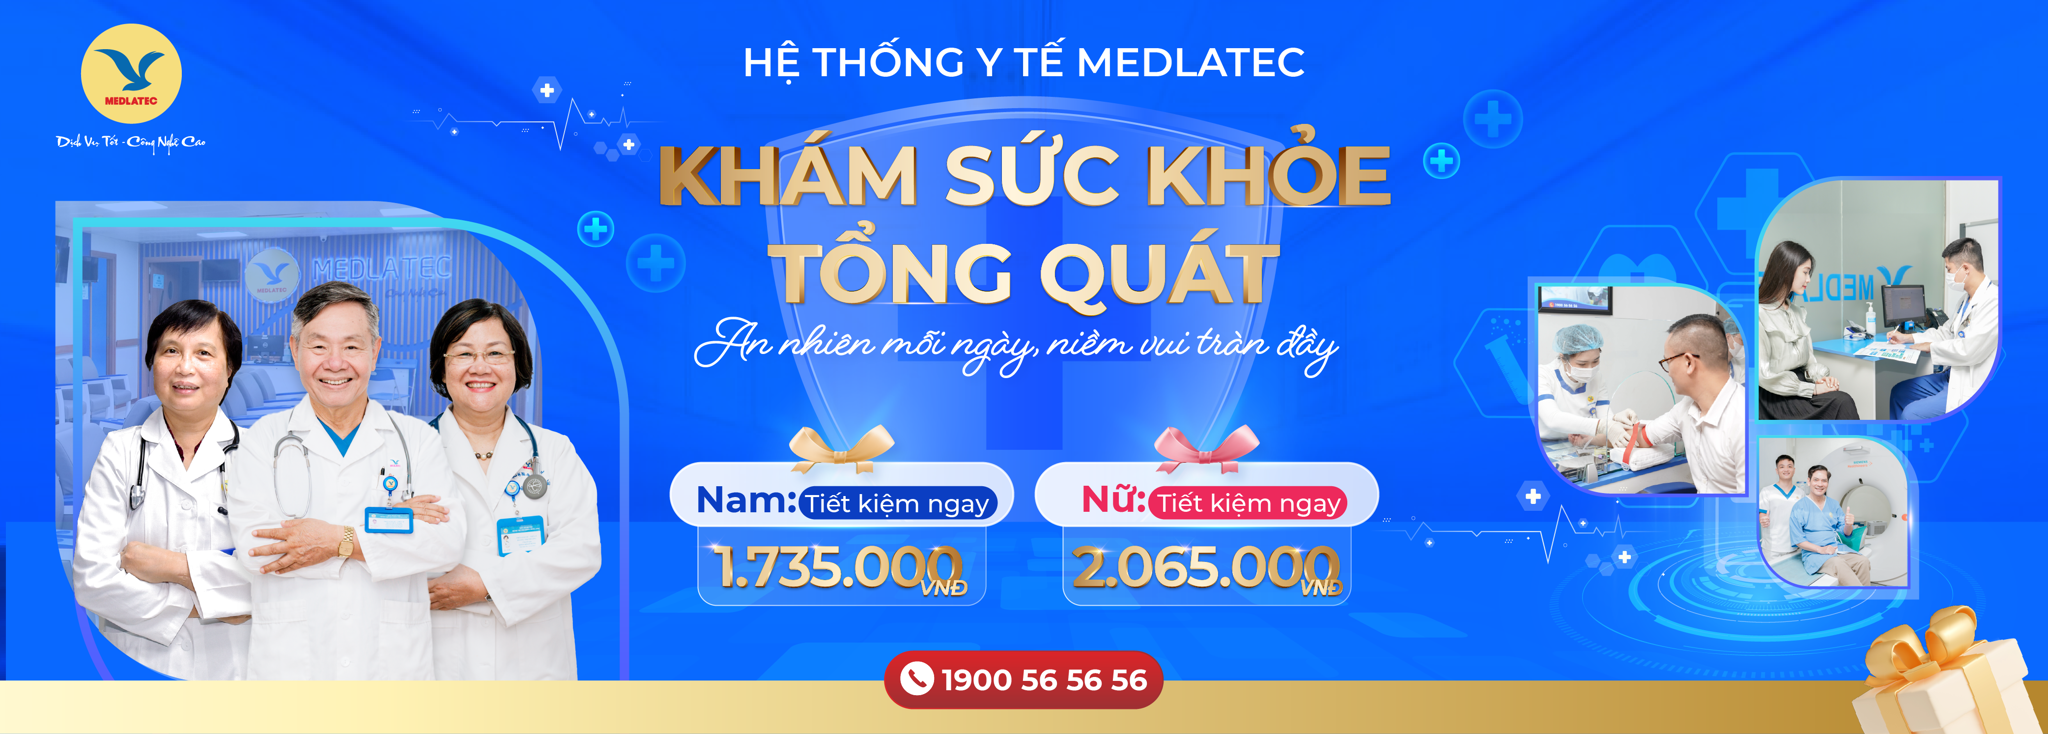 MEDLATEC
Dịch Vụ Tốt - Công Nghệ Cao
HỆ THỐNG Y TẾ MEDLATEC
KHÁM SỨC KHỎE
TỔNG QUÁT
An nhiên mỗi ngày, niềm vui tràn đầy
MEDLATEC
Nam: Tiết kiệm ngay
1.735.000 VNĐ
Nữ: Tiết kiệm ngay
2.065.000 VNĐ
1900 56 56 56